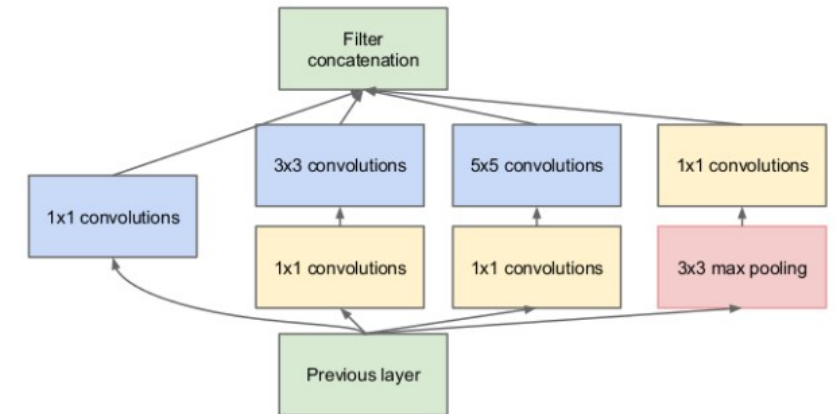 Filter
concatenation
3x3 convolutions
5x5 convolutions
1x1 convolutions
1x1 convolutions
1x1 convolutions
1x1 convolutions
3x3 max pooling
Previous layer